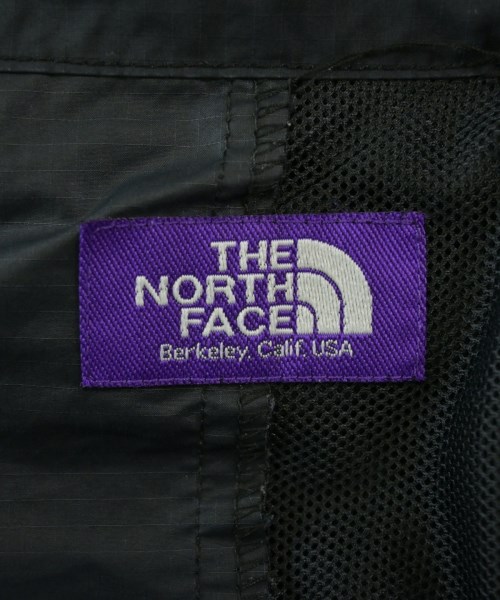 THE
NORTH
FACE
Berkeley, Calif. USA